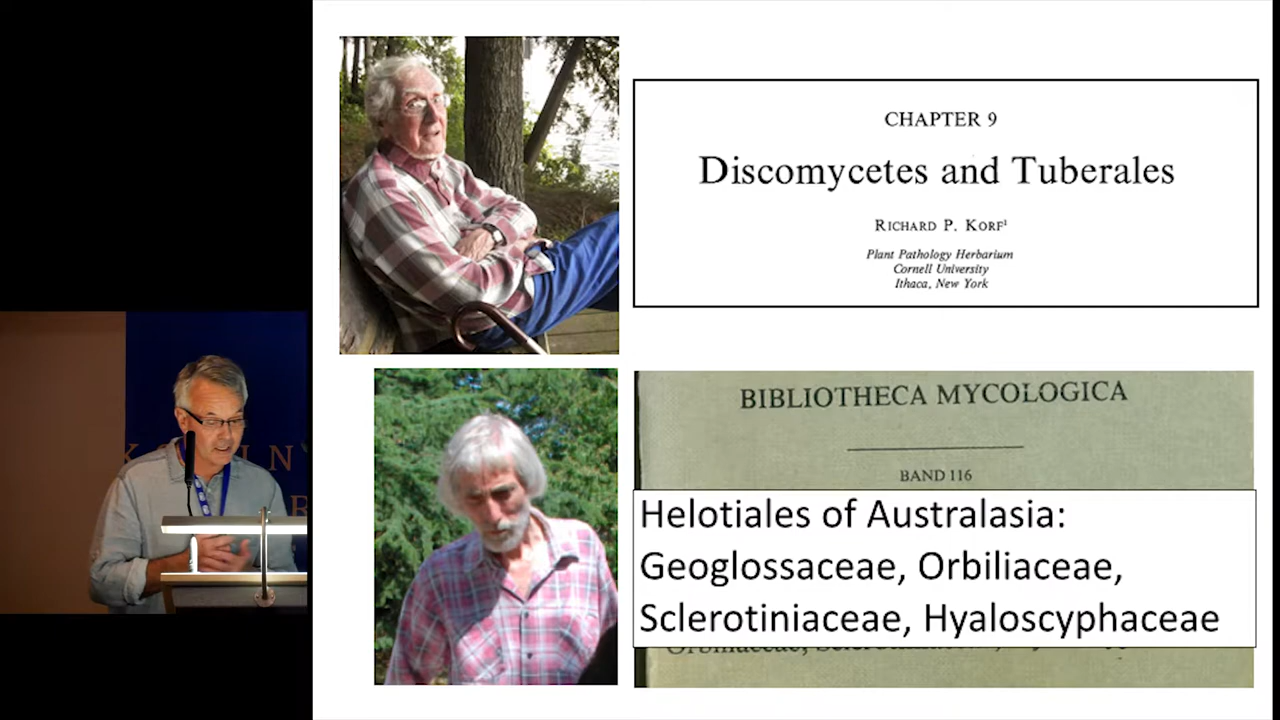 CHAPTER 9
Discomycetes and Tuberales
RICHARD P. KORF¹
Plant Pathology Herbarium
Cornell University
Ithaca, New York
BIBLIOTHECA MYCOLOGICA
BAND 116
Helotiales of Australasia:
Geoglossaceae, Orbiliaceae,
Sclerotiniaceae, Hyaloscyphaceae